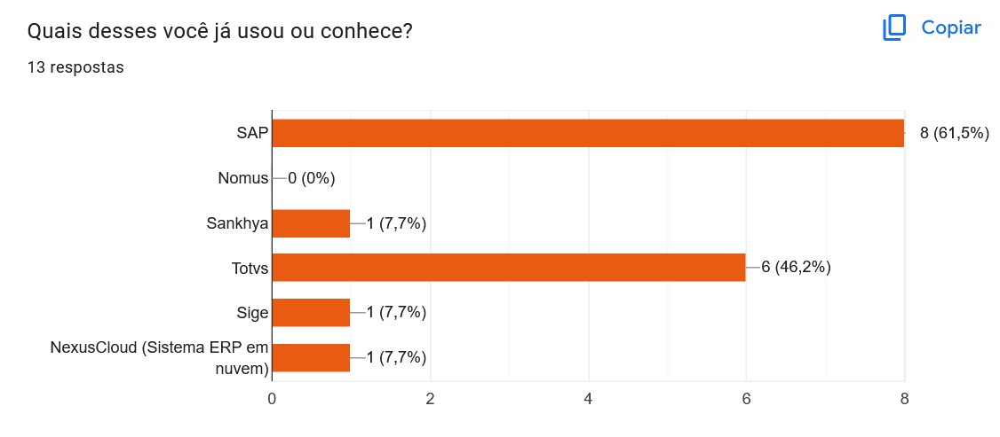 Quais desses você já usou ou conhece?
Copiar
13 respostas
SAP
8 (61,5%)
Nomus
0 (0%)
Sankhya
1 (7,7%)
Totvs
6 (46,2%)
Sige
1 (7,7%)
NexusCloud (Sistema ERP em
nuvem)
1 (7,7%)
0 2 4 6 8